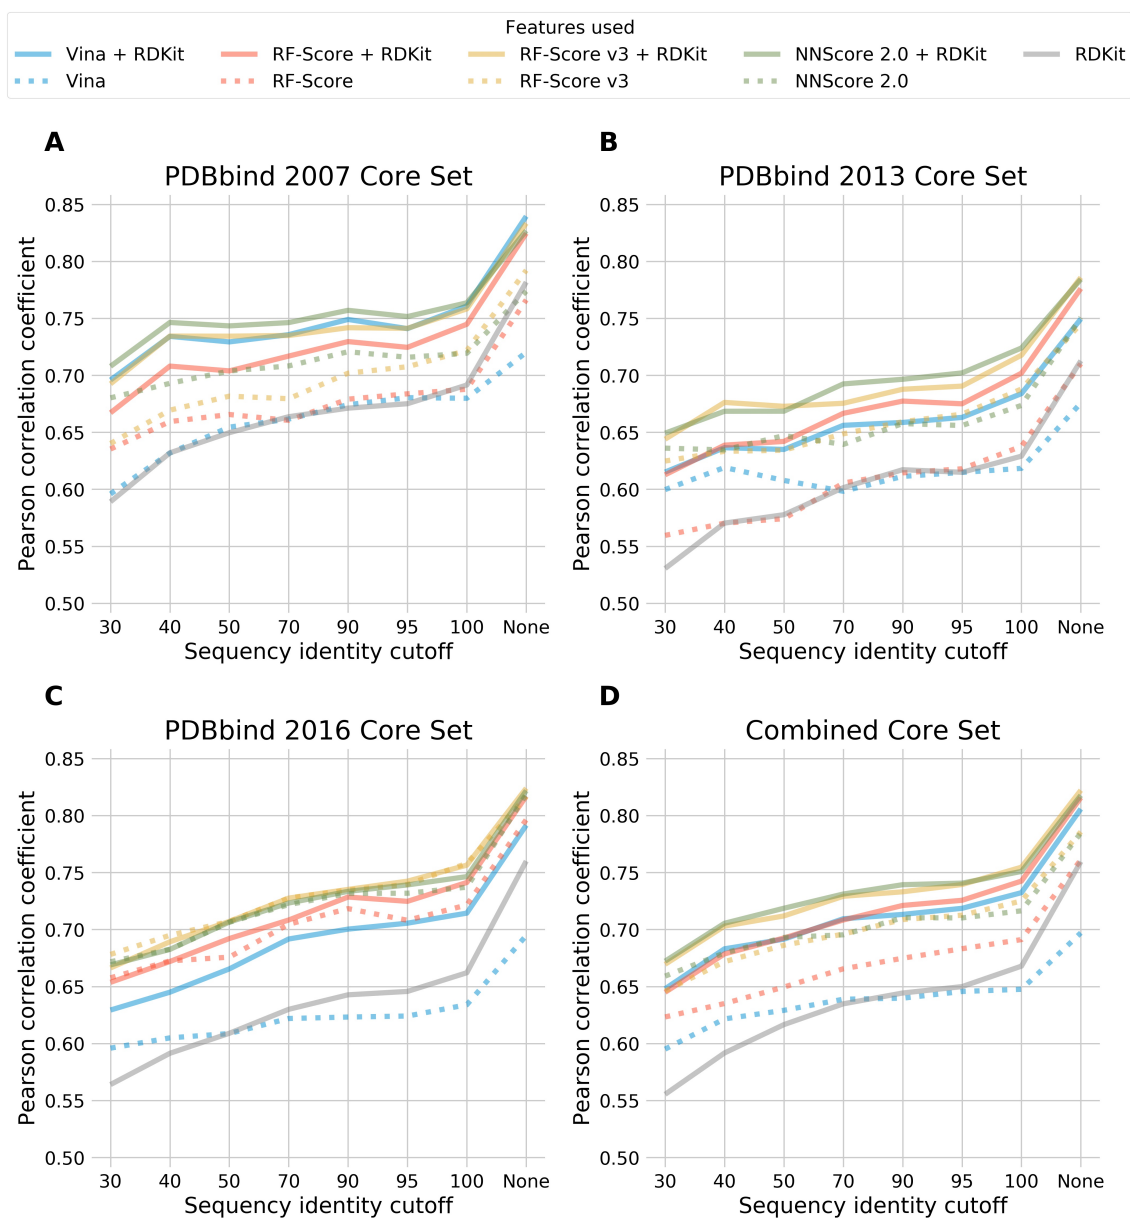 Features used
Vina + RDKit RF-Score + RDKit RF-Score v3 + RDKit NNScore 2.0 + RDKit RDKit
Vina RF-Score RF-Score v3 NNScore 2.0
A
PDBbind 2007 Core Set
Pearson correlation coefficient
0.85
0.80
0.75
0.70
0.65
0.60
0.55
0.50
30 40 50 70 90 95 100 None
Sequency identity cutoff
B
PDBbind 2013 Core Set
Pearson correlation coefficient
0.85
0.80
0.75
0.70
0.65
0.60
0.55
0.50
30 40 50 70 90 95 100 None
Sequency identity cutoff
C
PDBbind 2016 Core Set
Pearson correlation coefficient
0.85
0.80
0.75
0.70
0.65
0.60
0.55
0.50
30 40 50 70 90 95 100 None
Sequency identity cutoff
D
Combined Core Set
Pearson correlation coefficient
0.85
0.80
0.75
0.70
0.65
0.60
0.55
0.50
30 40 50 70 90 95 100 None
Sequency identity cutoff